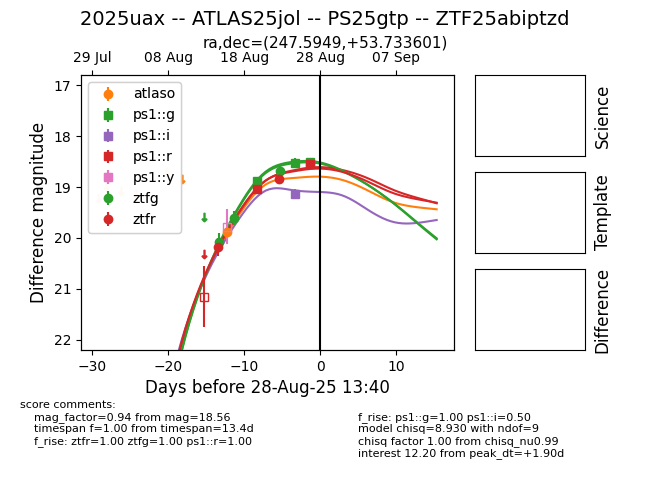 2025uax -- ATLAS25jol -- PS25gtp -- ZTF25abiptzd
ra,dec=(247.5949,+53.733601)
29 Jul 08 Aug 18 Aug 28 Aug 07 Sep
atlaso
ps1::g
ps1::i
ps1::r
ps1::y
ztfg
ztfr
17
18
19
20
21
22
Difference magnitude
−30 −20 −10 0 10
Days before 28-Aug-25 13:40
Science
Template
Difference
score comments:
mag_factor=0.94 from mag=18.56
timespan f=1.00 from timespan=13.4d
f_rise: ztfr=1.00 ztfg=1.00 ps1::r=1.00
f_rise: ps1::g=1.00 ps1::i=0.50
model chisq=8.930 with ndof=9
chisq factor 1.00 from chisq_nu0.99
interest 12.20 from peak_dt=+1.90d